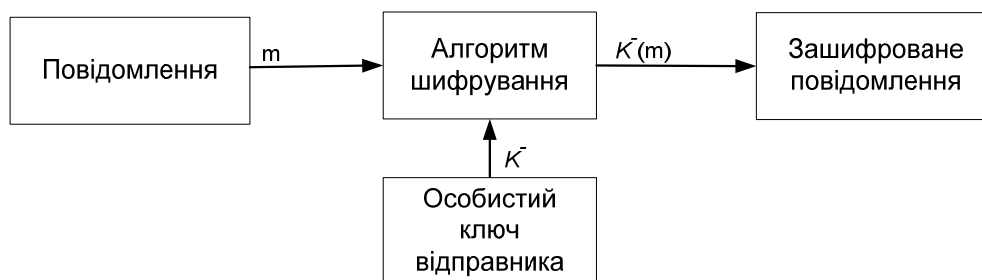 Повідомлення
m
Алгоритм
шифрування
K⁻(m)
Зашифроване
повідомлення
K⁻
Особистий
ключ
відправника